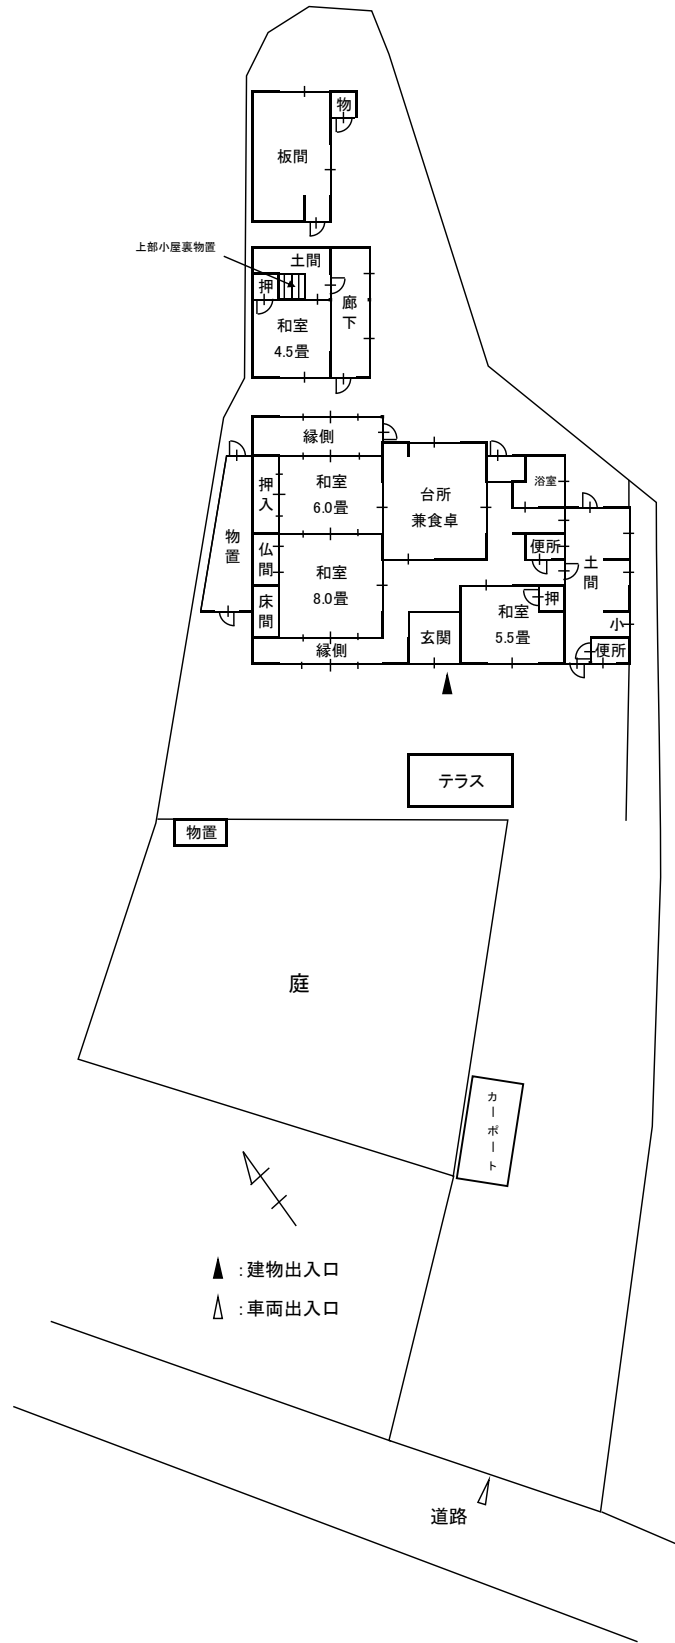 物
板間
上部小屋裏物置
土間
押
廊
下
和室
4.5畳
縁側
押
入
和室
6.0畳
台所
兼食卓
浴室
物
置
仏
間
和室
8.0畳
便所
土
間
床
間
玄関
和室
5.5畳
押
小
縁側
便所
テラス
物置
庭
カーポート
:建物出入口
:車両出入口
道路